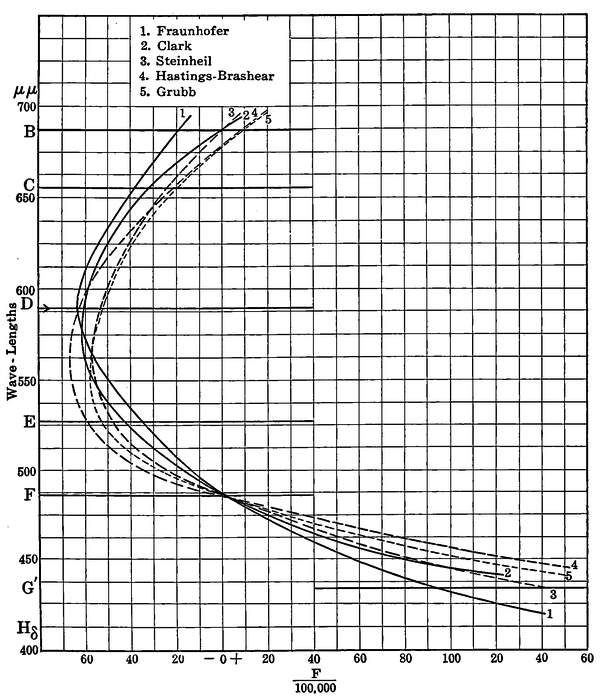 1. Fraunhofer
2. Clark
3. Steinheil
4. Hastings-Brashear
5. Grubb
μμ
700
1
3
2
4
5
B
C
650
600
D
Wave-Lengths
550
E
500
F
450
4
5
2
G′
3
1
Hδ
400
60 40 20 − 0 + 20 40 60 80 100 20 40 60
F
100,000